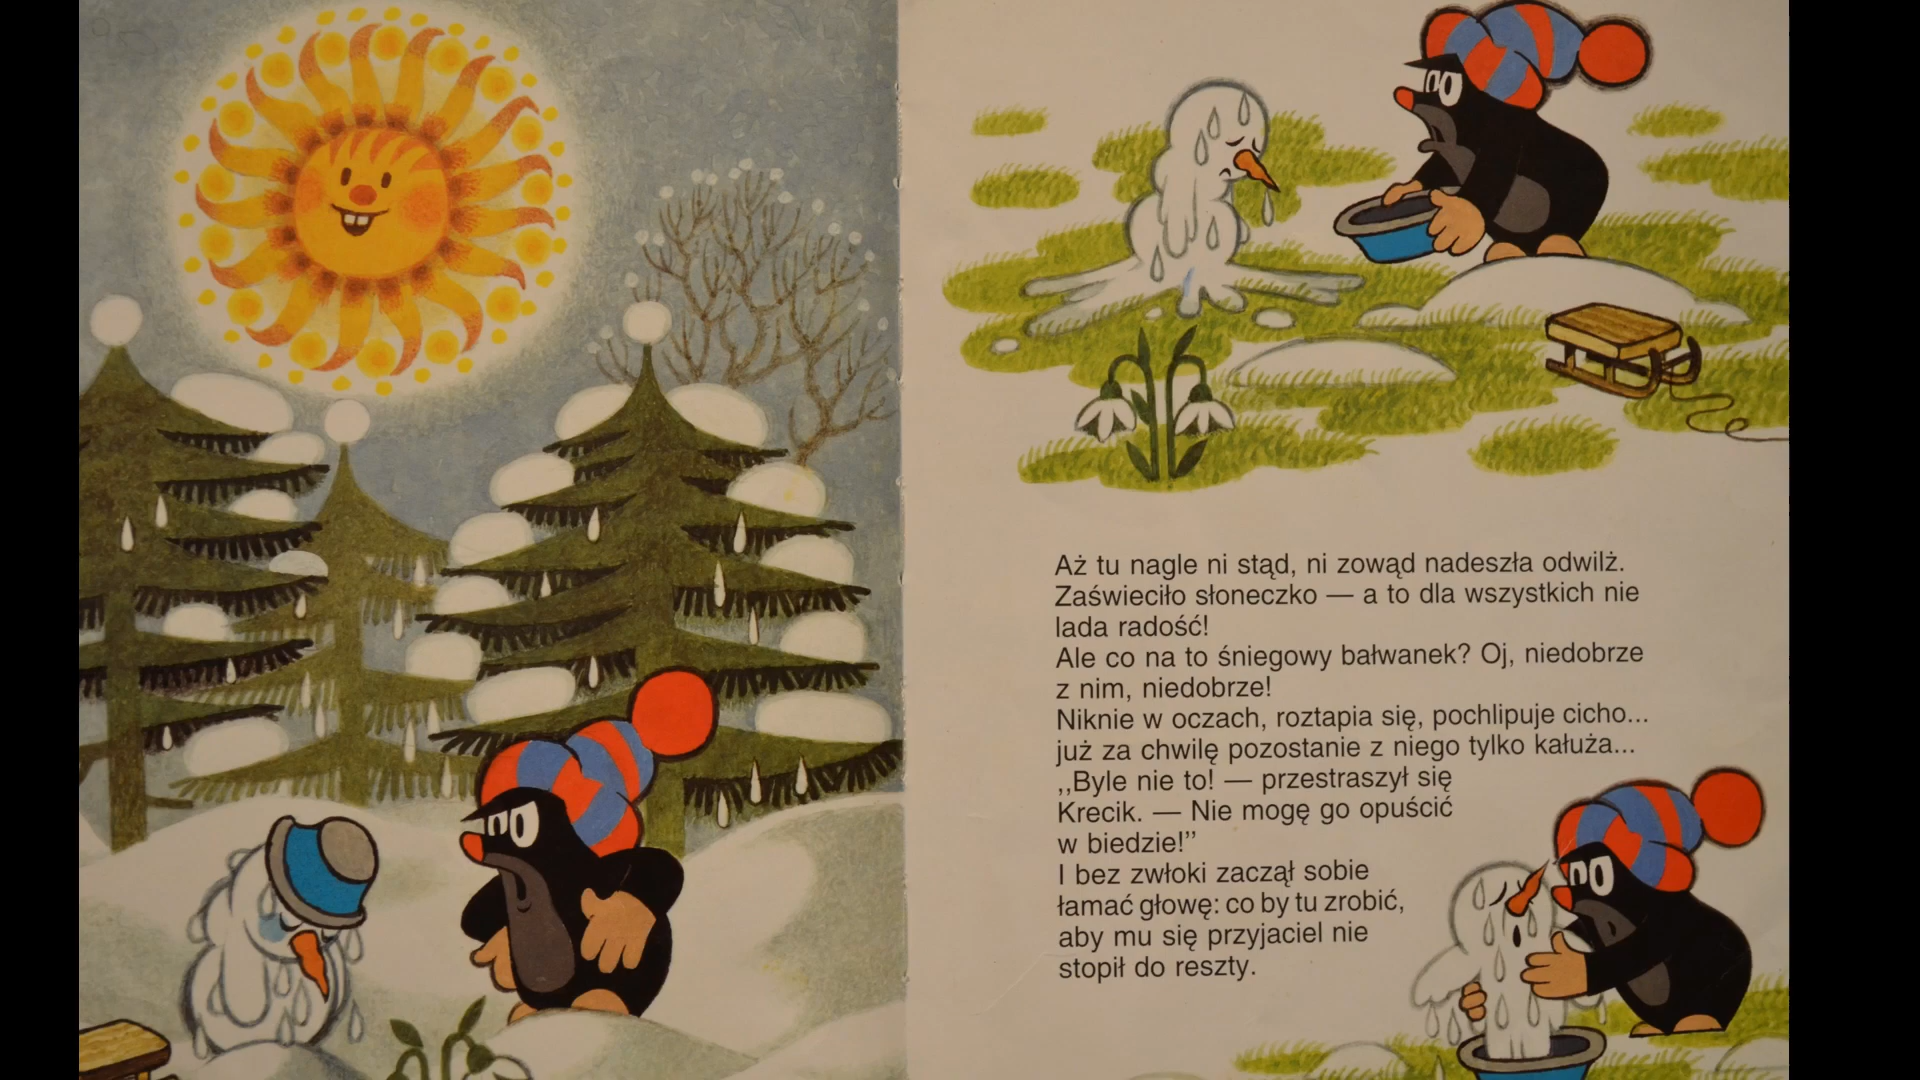 Aż tu nagle ni stąd, ni zowąd nadeszła odwilż.
Zaświeciło słoneczko — a to dla wszystkich nie
lada radość!
Ale co na to śniegowy bałwanek? Oj, niedobrze
z nim, niedobrze!
Niknie w oczach, roztapia się, pochlipuje cicho...
już za chwilę pozostanie z niego tylko kałuża...
,,Byle nie to! — przestraszył się
Krecik. — Nie mogę go opuścić
w biedzie!”
I bez zwłoki zaczął sobie
łamać głowę: co by tu zrobić,
aby mu się przyjaciel nie
stopił do reszty.